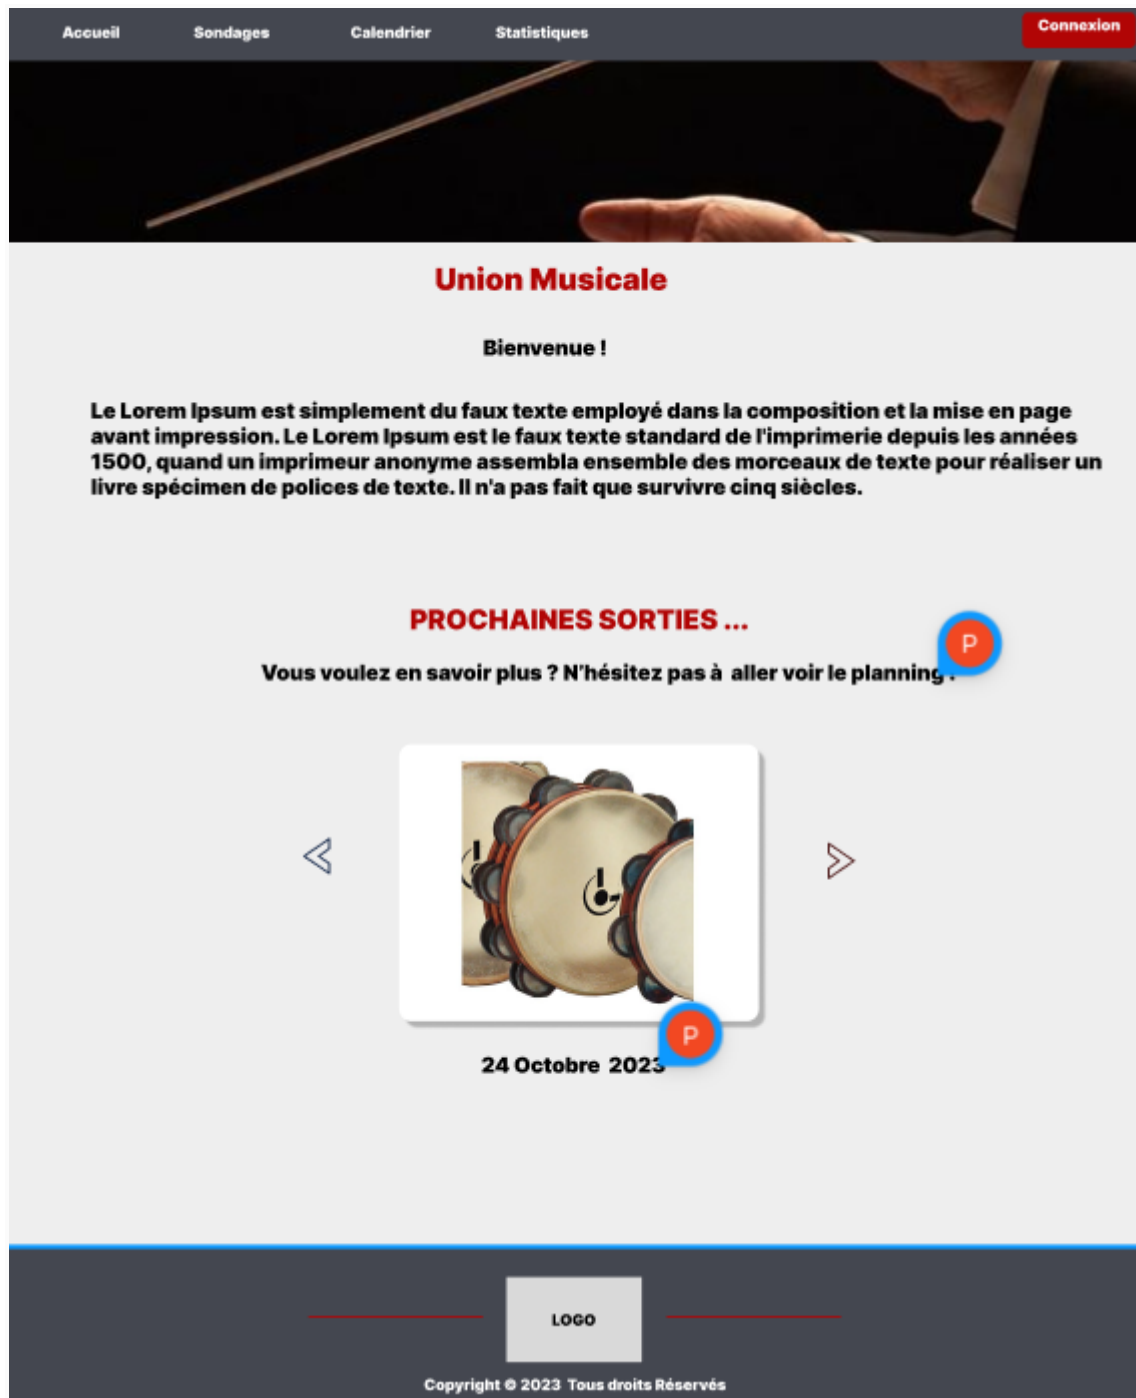 Accueil
Sondages
Calendrier
Statistiques
Connexion
Union Musicale
Bienvenue !
Le Lorem Ipsum est simplement du faux texte employé dans la composition et la mise en page
avant impression. Le Lorem Ipsum est le faux texte standard de l'imprimerie depuis les années
1500, quand un imprimeur anonyme assembla ensemble des morceaux de texte pour réaliser un
livre spécimen de polices de texte. Il n'a pas fait que survivre cinq siècles.
PROCHAINES SORTIES ...
P
Vous voulez en savoir plus ? N'hésitez pas à aller voir le planning !
P
24 Octobre 2023
LOGO
Copyright © 2023 Tous droits Réservés